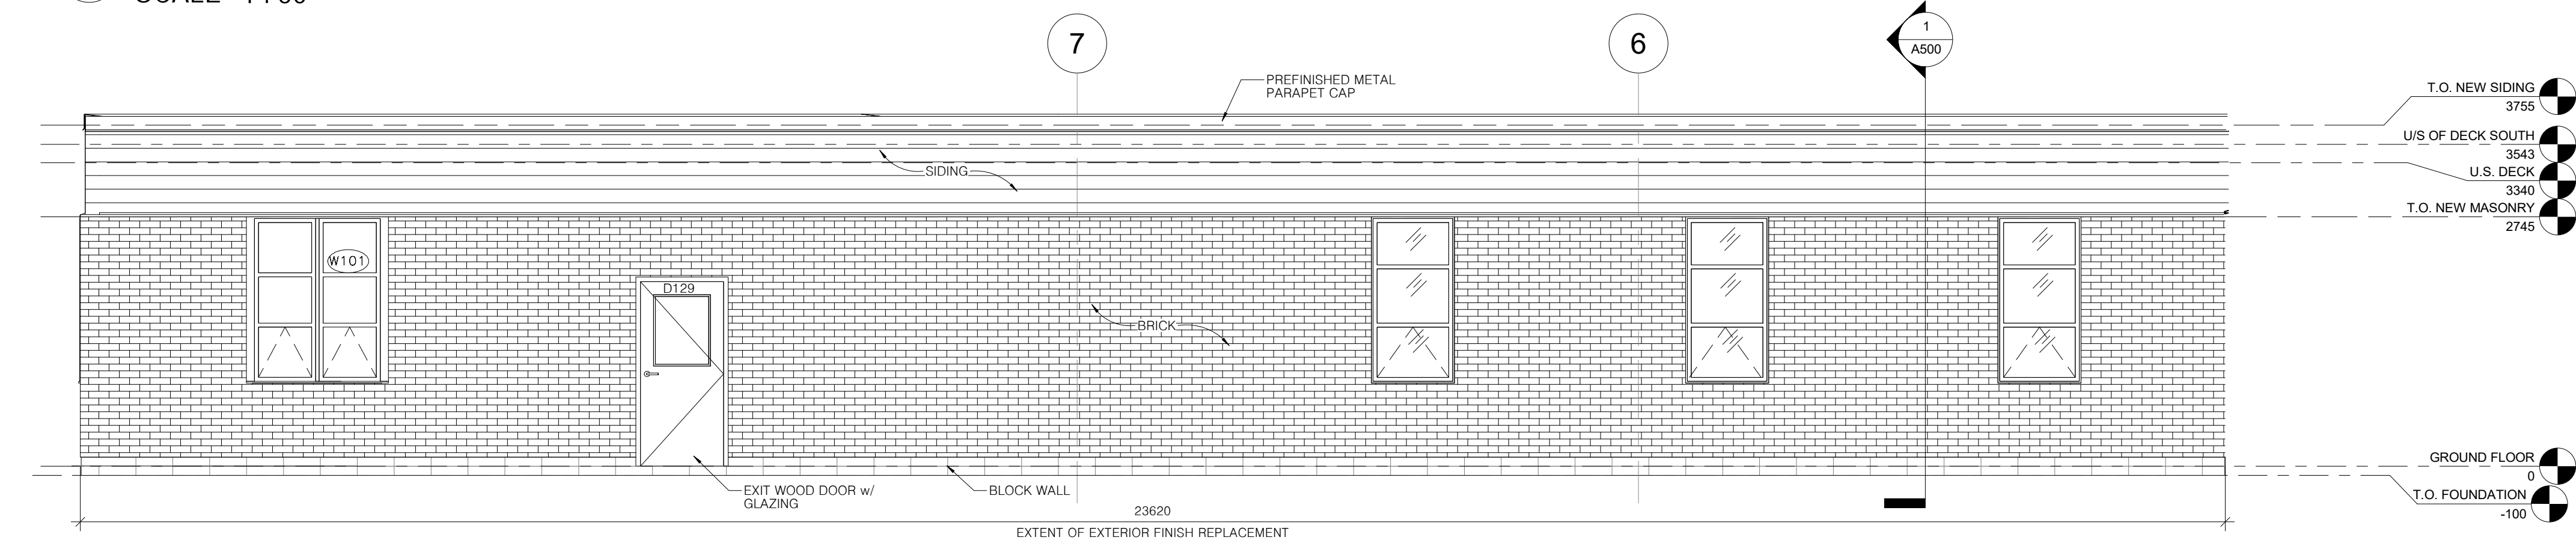 7
6
1
A500
PREFINISHED METAL
PARAPET CAP
T.O. NEW SIDING
3755
U/S OF DECK SOUTH
3543
U.S. DECK
3340
T.O. NEW MASONRY
2745
SIDING
W101
D129
BRICK
GROUND FLOOR
0
T.O. FOUNDATION
-100
EXIT WOOD DOOR w/
GLAZING
BLOCK WALL
23620
EXTENT OF EXTERIOR FINISH REPLACEMENT